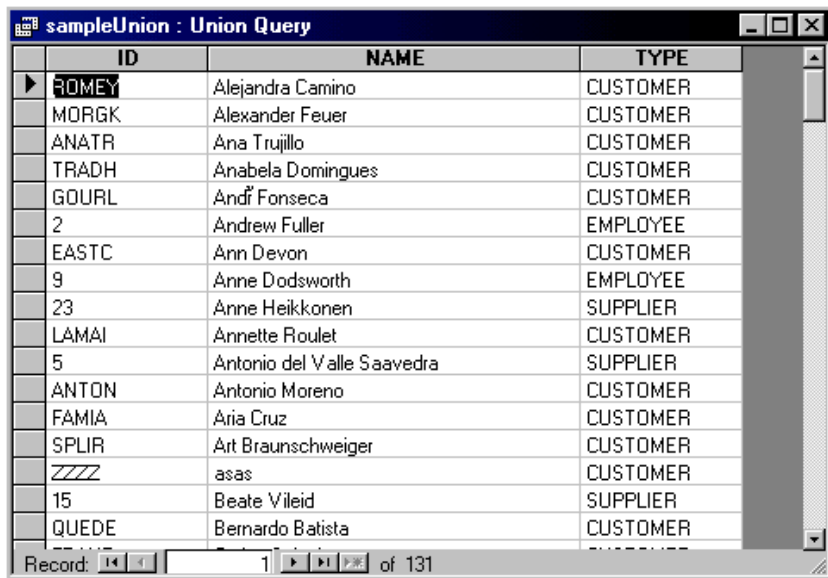 sampleUnion : Union Query
ID NAME TYPE
ROMEY Alejandra Camino CUSTOMER
MORGK Alexander Feuer CUSTOMER
ANATR Ana Trujillo CUSTOMER
TRADH Anabela Domingues CUSTOMER
GOURL Fonseca CUSTOMER
2 Andrew Fuller EMPLOYEE
EASTC Ann Devon CUSTOMER
9 Anne Dodsworth EMPLOYEE
23 Anne Heikkonen SUPPLIER
LAMAI Annette Roulet CUSTOMER
5 Antonio del Valle Saavedra SUPPLIER
ANTON Antonio Moreno CUSTOMER
FAMIA Aria Cruz CUSTOMER
SPLIR Art Braunschweiger CUSTOMER
ZZZZ asas CUSTOMER
15 Beate Vileid SUPPLIER
QUEDE Bernardo Batista CUSTOMER
Record: 1 of 131